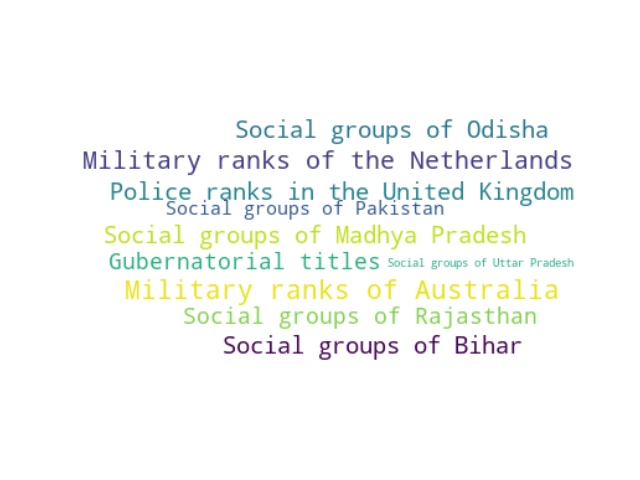 Social groups of Odisha
Military ranks of the Netherlands
Police ranks in the United Kingdom
Social groups of Pakistan
Social groups of Madhya Pradesh
Gubernatorial titles
Social groups of Uttar Pradesh
Military ranks of Australia
Social groups of Rajasthan
Social groups of Bihar